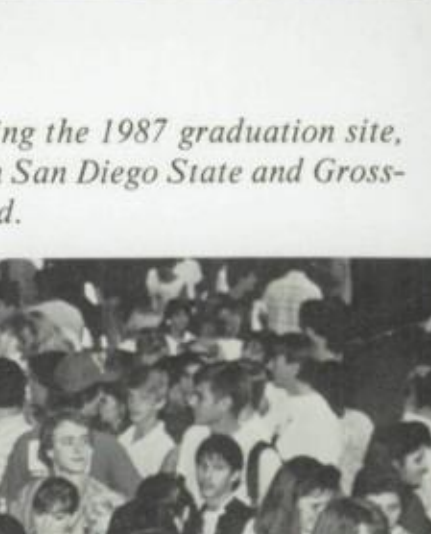 ing the 1987 graduation site,
San Diego State and Gross-
d.